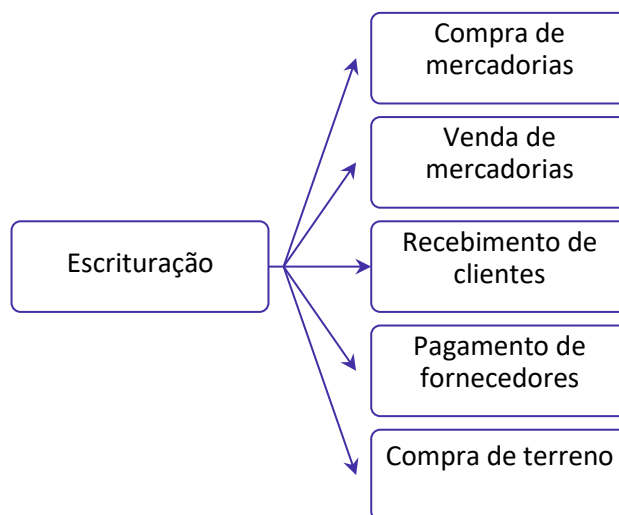 Compra de
mercadorias
Venda de
mercadorias
Escrituração
Recebimento de
clientes
Pagamento de
fornecedores
Compra de terreno